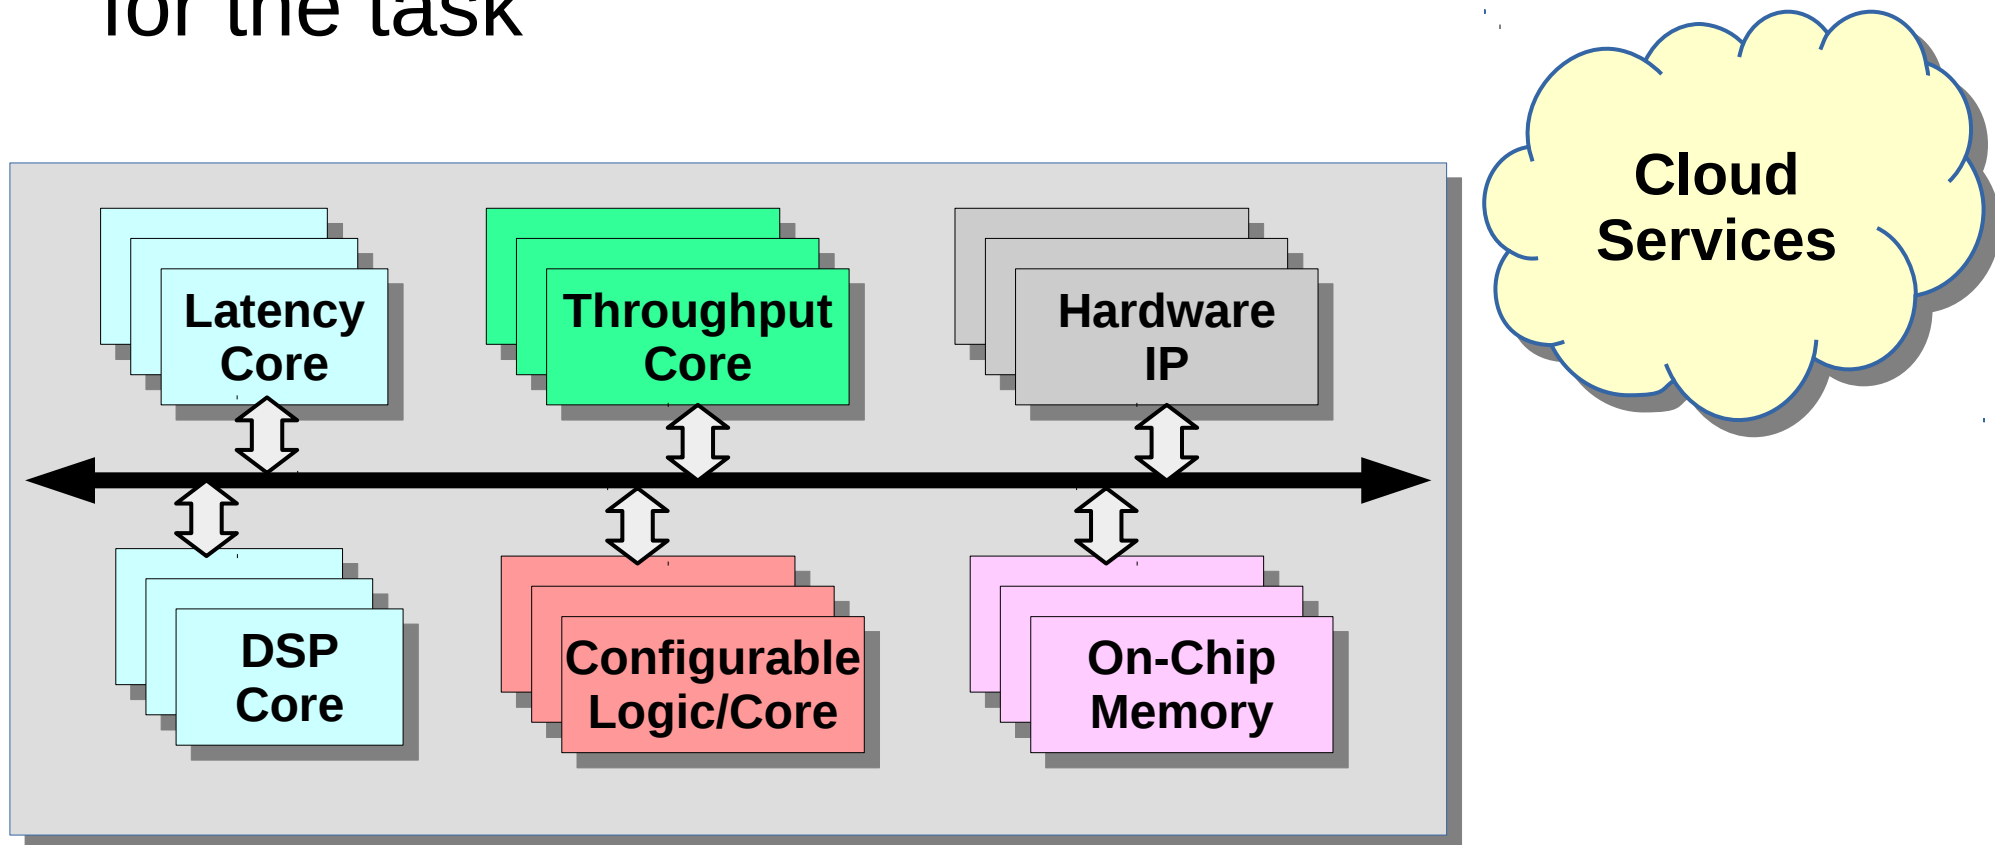 for the task
Cloud
Services
Latency
Core
Throughput
Core
Hardware
IP
DSP
Core
Configurable
Logic/Core
On-Chip
Memory